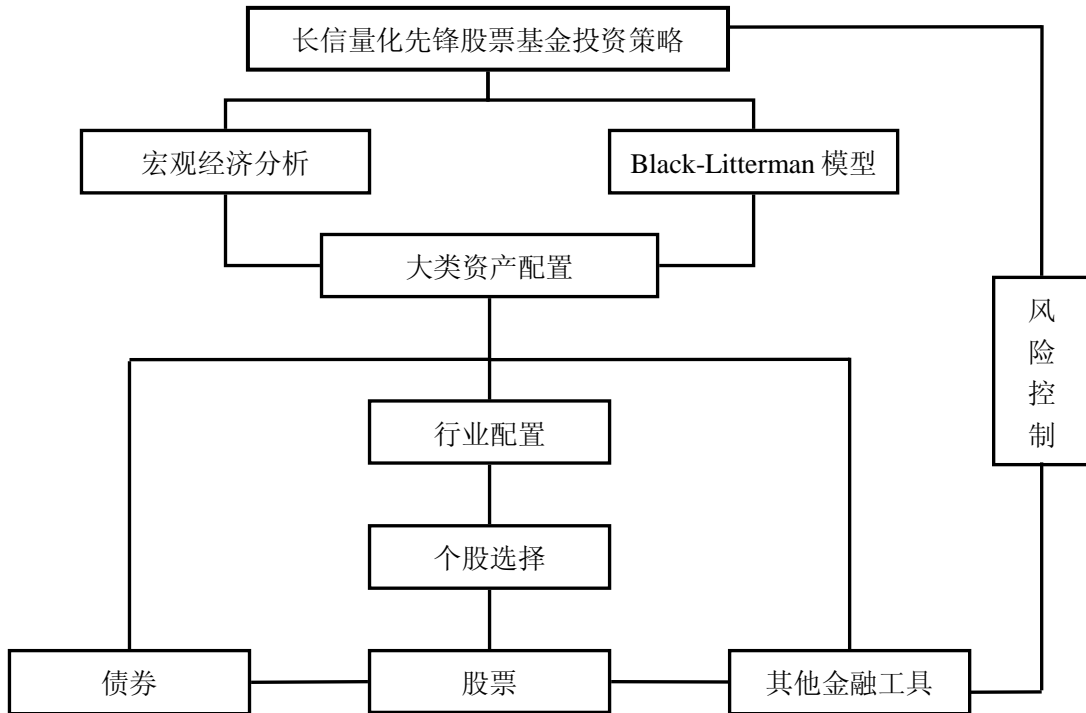 长信量化先锋股票基金投资策略
宏观经济分析
Black-Litterman 模型
大类资产配置
风
险
控
制
行业配置
个股选择
债券
股票
其他金融工具